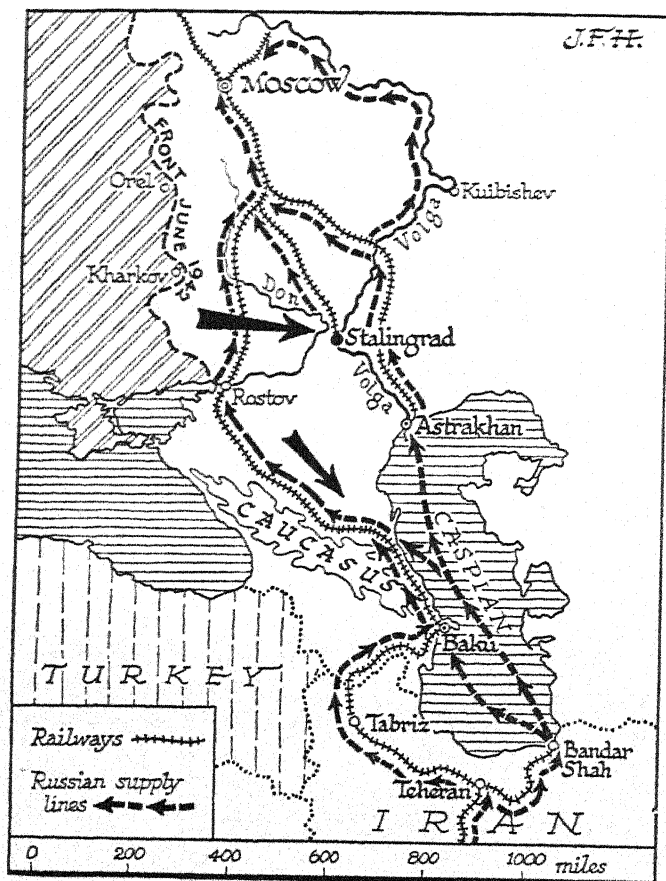 J.F.H.
MOSCOW
FRONT JUNE 1942
Orel
Kuibishev
Volga
Kharkov
Don
Stalingrad
Volga
Rostov
Astrakhan
CAUCASUS
CASPIAN
Baku
TURKEY
Tabriz
Bandar
Shah
Teheran
IRAN
Railways
Russian supply
lines
0 200 400 600 800 1000 miles